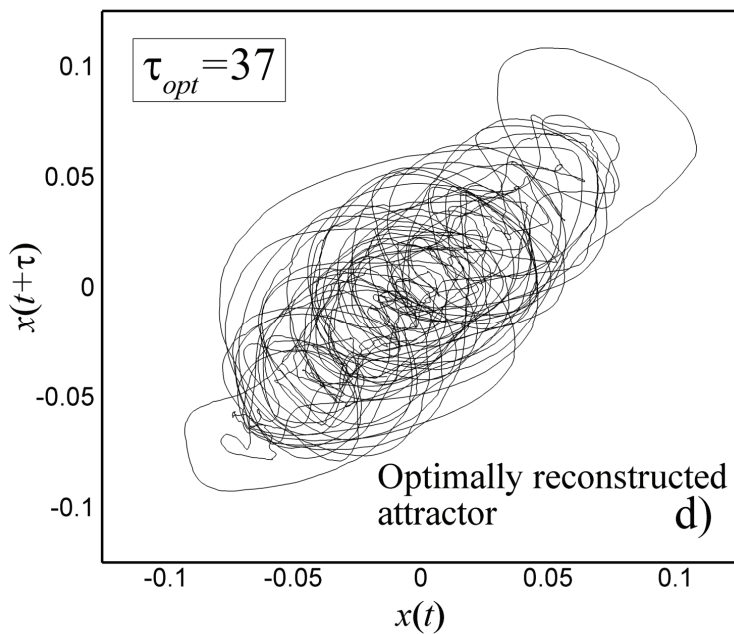 τopt=37
0.1
0.05
0
-0.05
-0.1
x(t+τ)
Optimally reconstructed
attractor
d)
-0.1 -0.05 0 0.05 0.1
x(t)